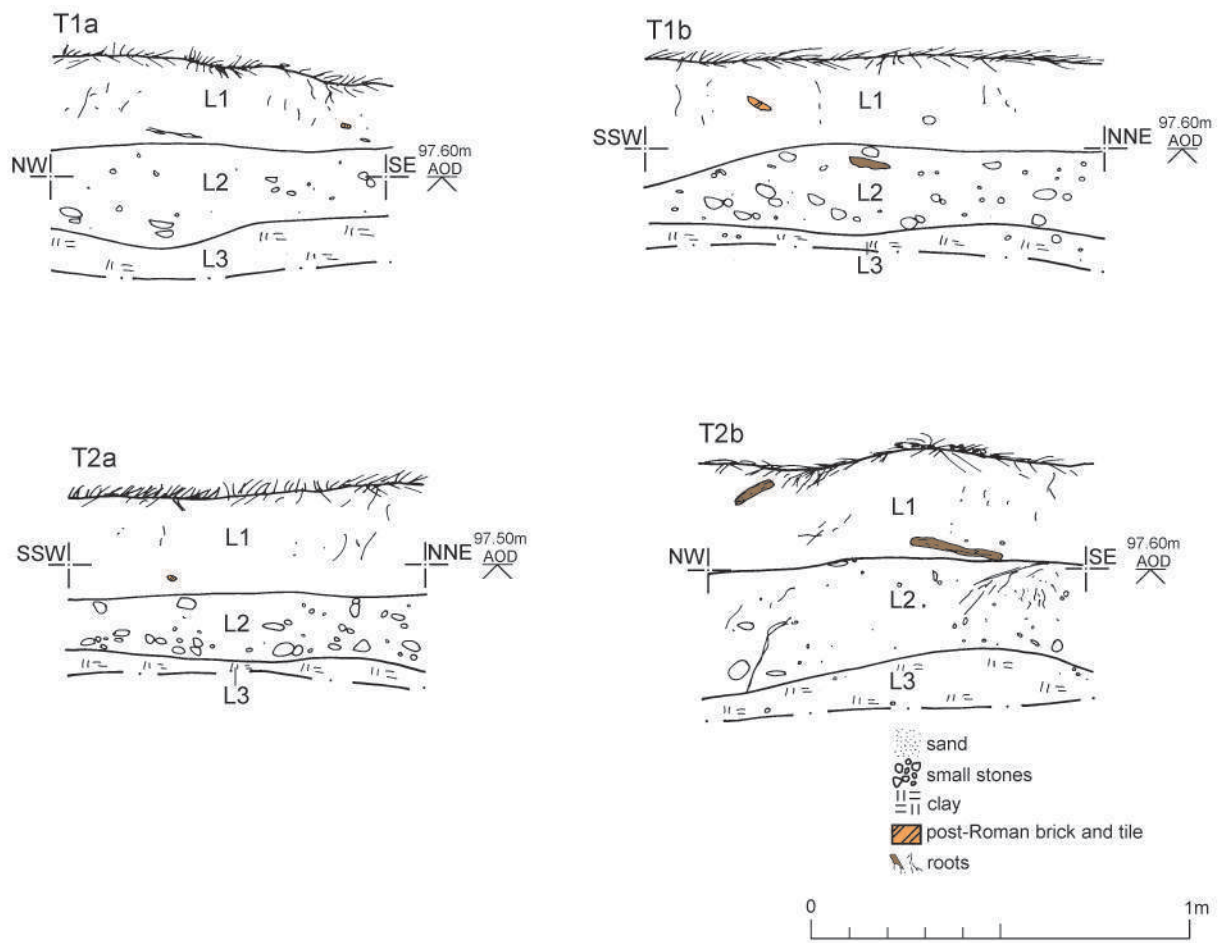 T1a
L1
NW
SE
97.60m
AOD
L2
L3
T1b
L1
SSW
NNE
97.60m
AOD
L2
L3
T2a
L1
SSW
NNE
97.50m
AOD
L2
L3
T2b
L1
NW
SE
97.60m
AOD
L2
L3
sand
small stones
clay
post-Roman brick and tile
roots
0
1m